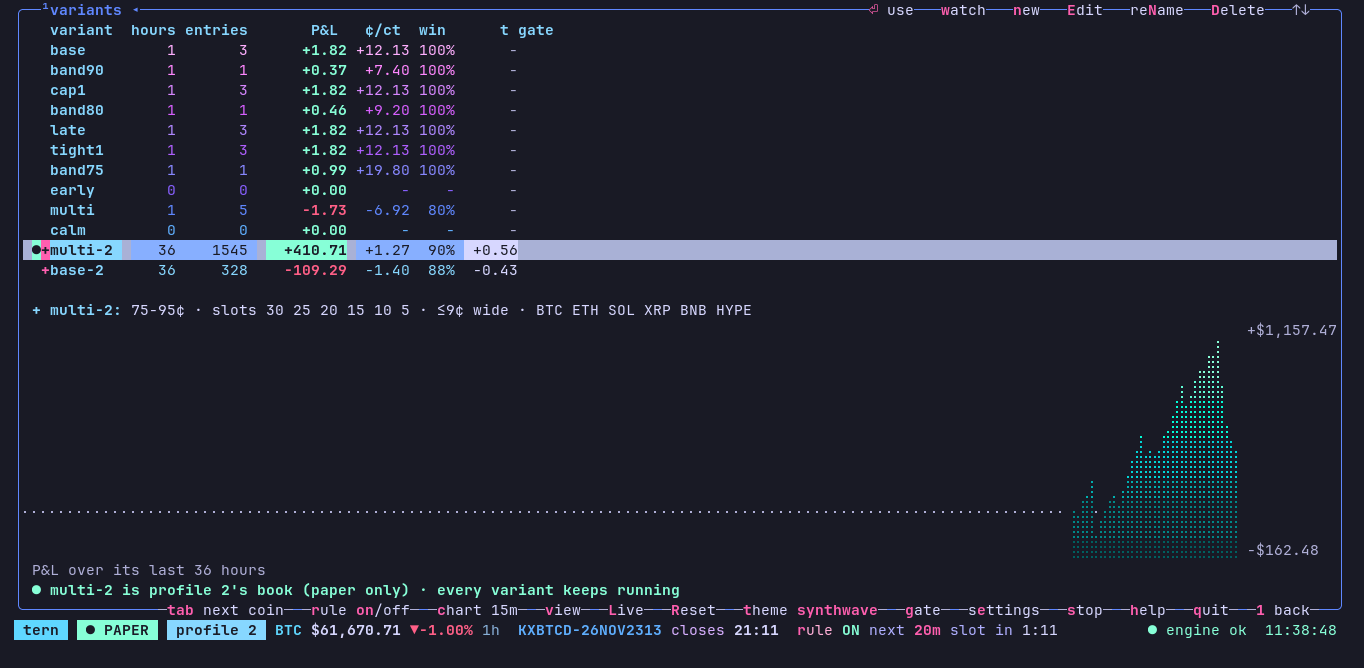 ¹variants ⏎ use watch new Edit reName Delete ↑↓
variant hours entries P&L ¢/ct win t gate
base 1 3 +1.82 +12.13 100% -
band90 1 1 +0.37 +7.40 100% -
cap1 1 3 +1.82 +12.13 100% -
band80 1 1 +0.46 +9.20 100% -
late 1 3 +1.82 +12.13 100% -
tight1 1 3 +1.82 +12.13 100% -
band75 1 1 +0.99 +19.80 100% -
early 0 0 +0.00 - - -
multi 1 5 -1.73 -6.92 80% -
calm 0 0 +0.00 - - -
●+multi-2 36 1545 +410.71 +1.27 90% +0.56
+base-2 36 328 -109.29 -1.40 88% -0.43
+ multi-2: 75-95¢ · slots 30 25 20 15 10 5 · ≤9¢ wide · BTC ETH SOL XRP BNB HYPE
+$1,157.47
-$162.48
P&L over its last 36 hours
● multi-2 is profile 2's book (paper only) · every variant keeps running
tab next coin rule on/off chart 15m view Live Reset theme synthwave gate settings stop help quit 1 back
tern ● PAPER profile 2 BTC $61,670.71 ▼-1.00% 1h KXBTCD-26NOV2313 closes 21:11 rule ON next 20m slot in 1:11 ● engine ok 11:38:48